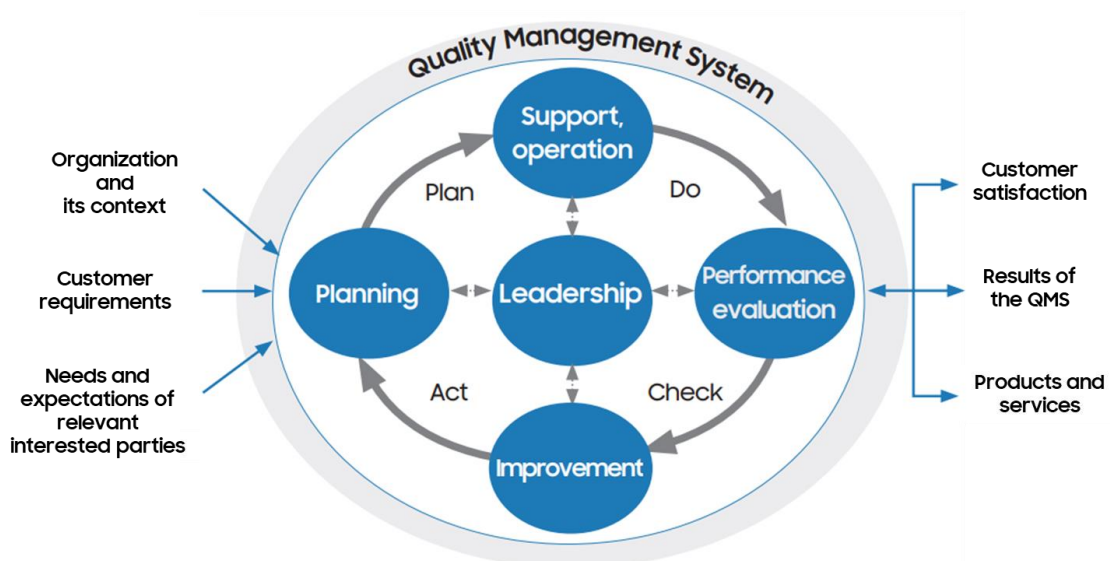 Quality Management System
Support,
operation
Plan
Do
Organization
and
its context
Customer
requirements
Needs and
expectations of
relevant
interested parties
Planning
Leadership
Performance
evaluation
Act
Check
Improvement
Customer
satisfaction
Results of
the QMS
Products and
services